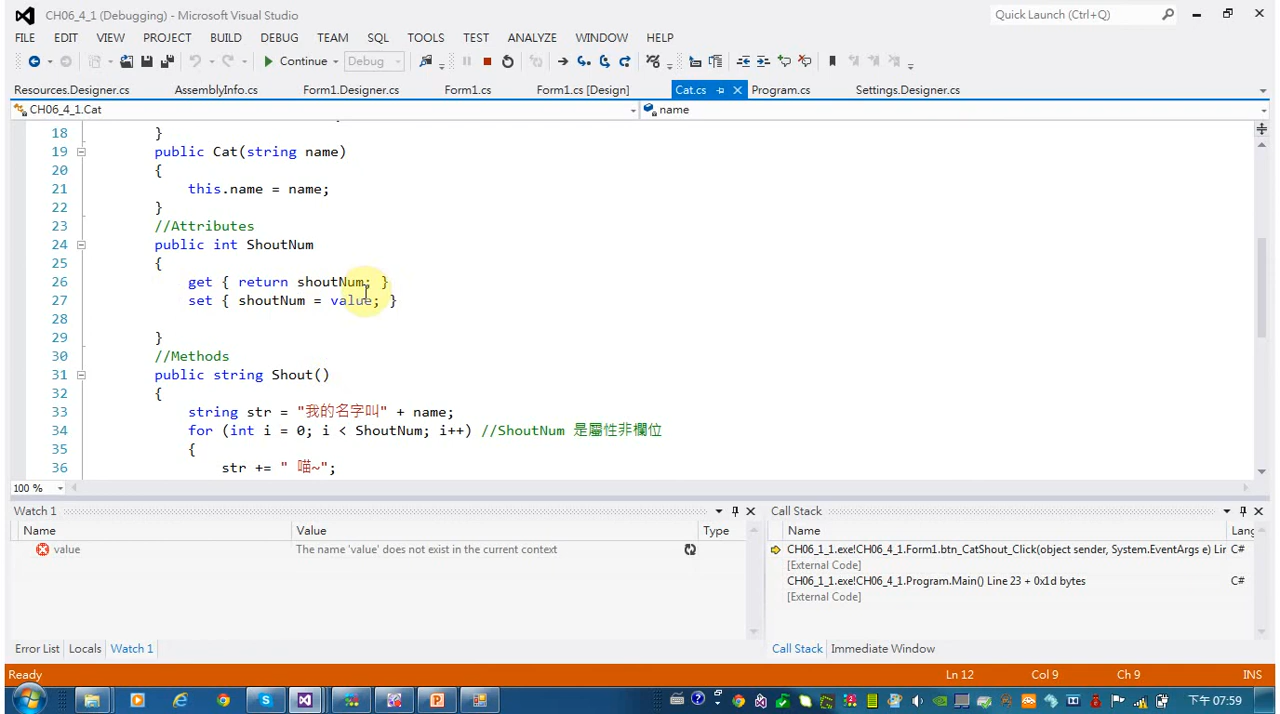 CH06_4_1 (Debugging) - Microsoft Visual Studio
Quick Launch (Ctrl+Q)
FILE EDIT VIEW PROJECT BUILD DEBUG TEAM SQL TOOLS TEST ANALYZE WINDOW HELP
Continue Debug
Resources.Designer.cs AssemblyInfo.cs Form1.Designer.cs Form1.cs Form1.cs [Design] Cat.cs Program.cs Settings.Designer.cs
CH06_4_1.Cat name
18 }
19 public Cat(string name)
20 {
21 this.name = name;
22 }
23 //Attributes
24 public int ShoutNum
25 {
26 get { return shoutNum; }
27 set { shoutNum = value; }
28
29 }
30 //Methods
31 public string Shout()
32 {
33 string str = "我的名字叫" + name;
34 for (int i = 0; i < ShoutNum; i++) //ShoutNum 是屬性非欄位
35 {
36 str += " 喵~";
100 %
Watch 1
Name Value Type
value The name 'value' does not exist in the current context
Call Stack
Name Lang
CH06_1_1.exe!CH06_4_1.Form1.btn_CatShout_Click(object sender, System.EventArgs e) Lin C#
[External Code]
CH06_1_1.exe!CH06_4_1.Program.Main() Line 23 + 0x1d bytes C#
[External Code]
Error List Locals Watch 1
Call Stack Immediate Window
Ready Ln 12 Col 9 Ch 9 INS
下午 07:59